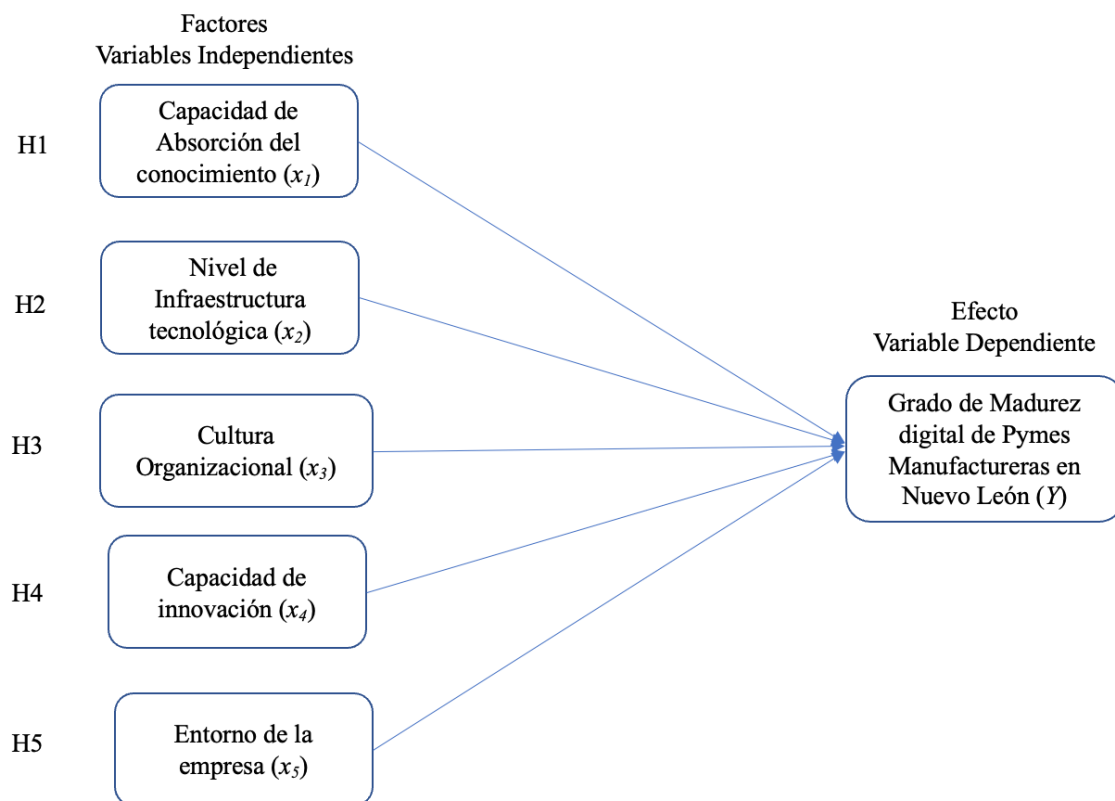 Factores
Variables Independientes
H1
Capacidad de
Absorción del
conocimiento (x1)
H2
Nivel de
Infraestructura
tecnológica (x2)
H3
Cultura
Organizacional (x3)
H4
Capacidad de
innovación (x4)
H5
Entorno de la
empresa (x5)
Efecto
Variable Dependiente
Grado de Madurez
digital de Pymes
Manufactureras en
Nuevo León (Y)